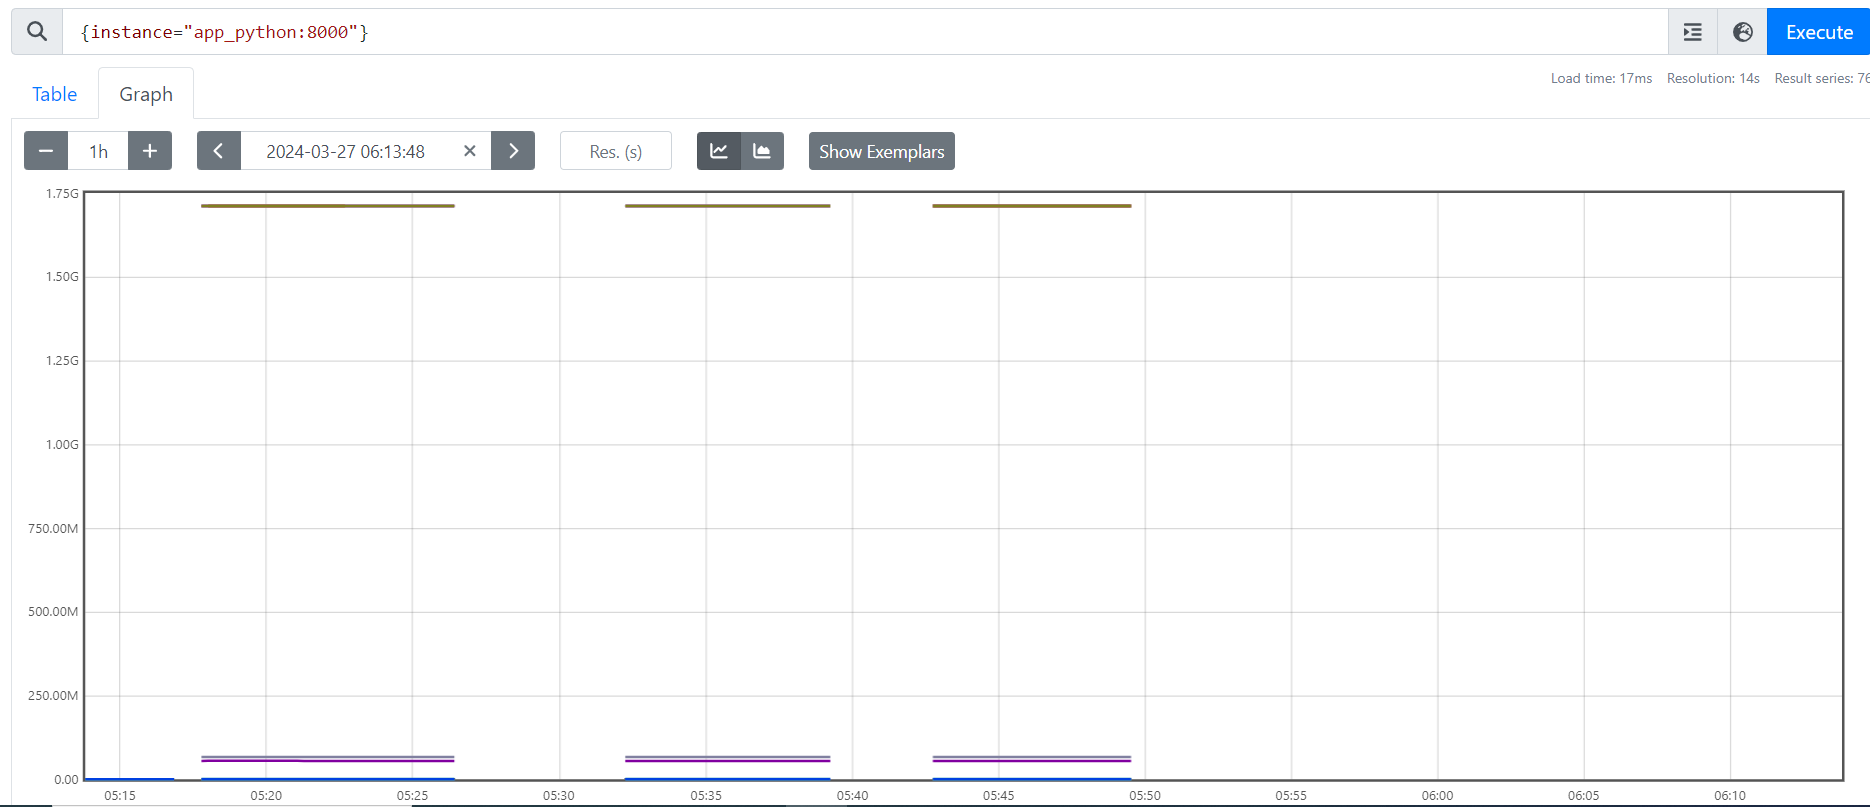 {instance="app_python:8000"}
Execute
Load time: 17ms Resolution: 14s Result series: 76
Table Graph
1h 2024-03-27 06:13:48 Res. (s) Show Exemplars
1.75G
1.50G
1.25G
1.00G
750.00M
500.00M
250.00M
0.00
05:15 05:20 05:25 05:30 05:35 05:40 05:45 05:50 05:55 06:00 06:05 06:10